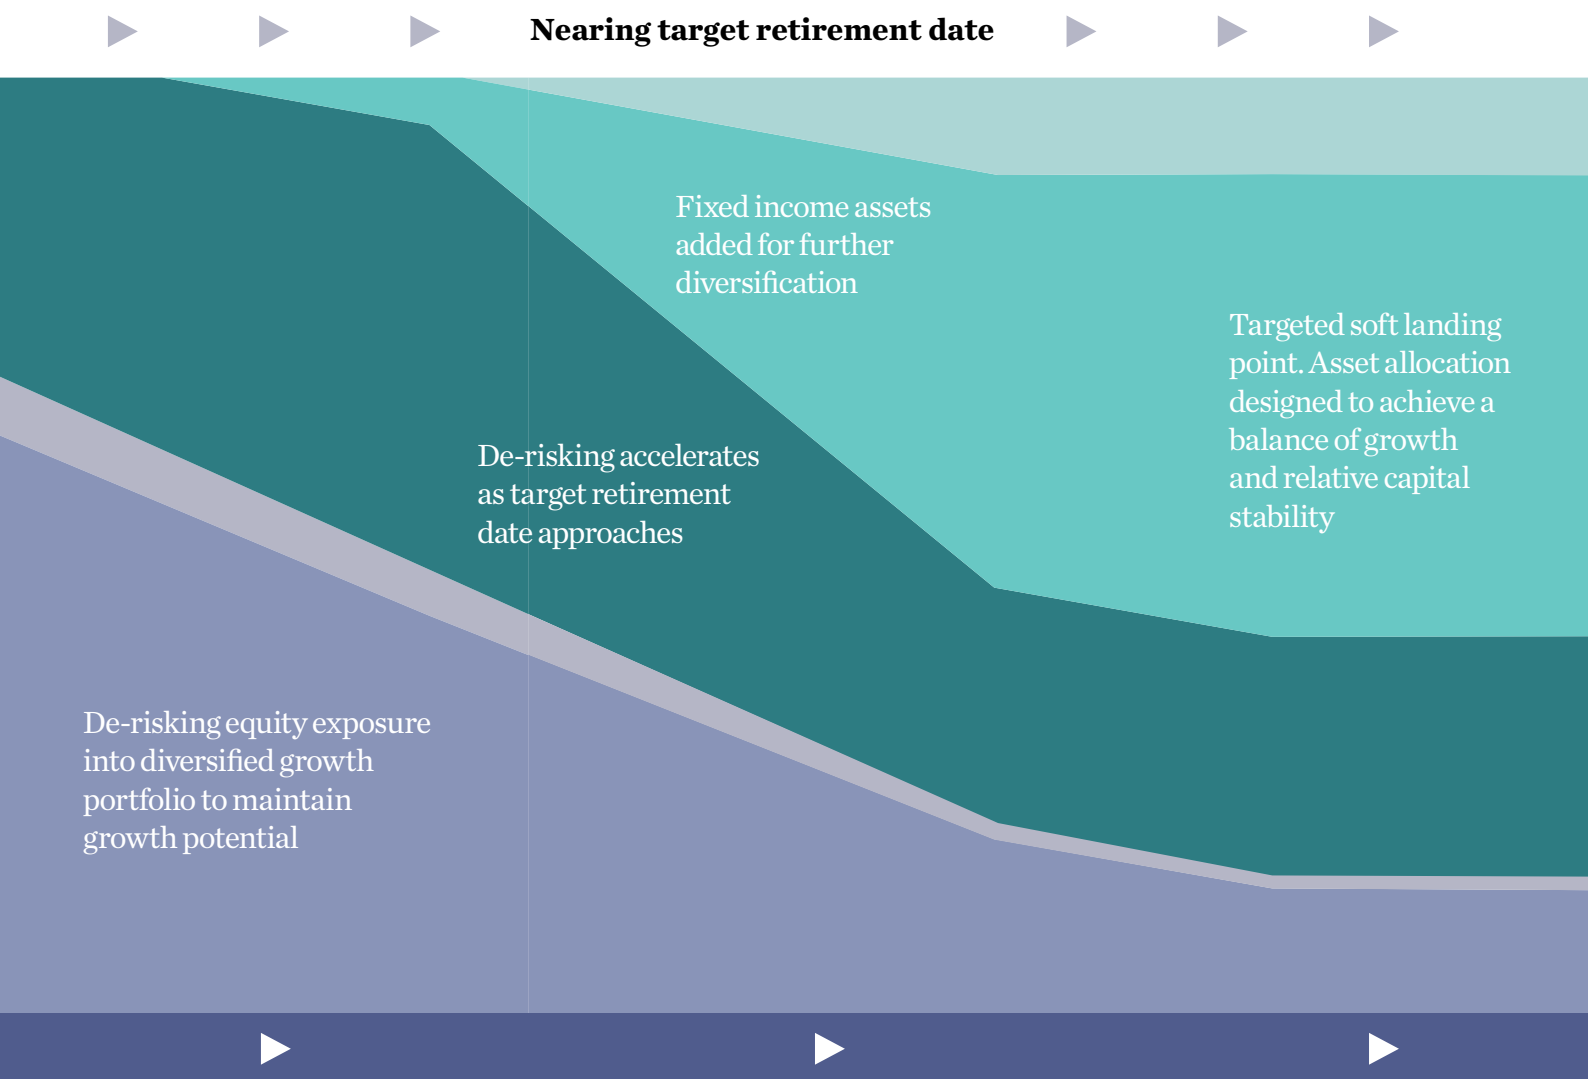 Nearing target retirement date
Fixed income assets
added for further
diversification
Targeted soft landing
point. Asset allocation
designed to achieve a
balance of growth
and relative capital
stability
De-risking accelerates
as target retirement
date approaches
De-risking equity exposure
into diversified growth
portfolio to maintain
growth potential